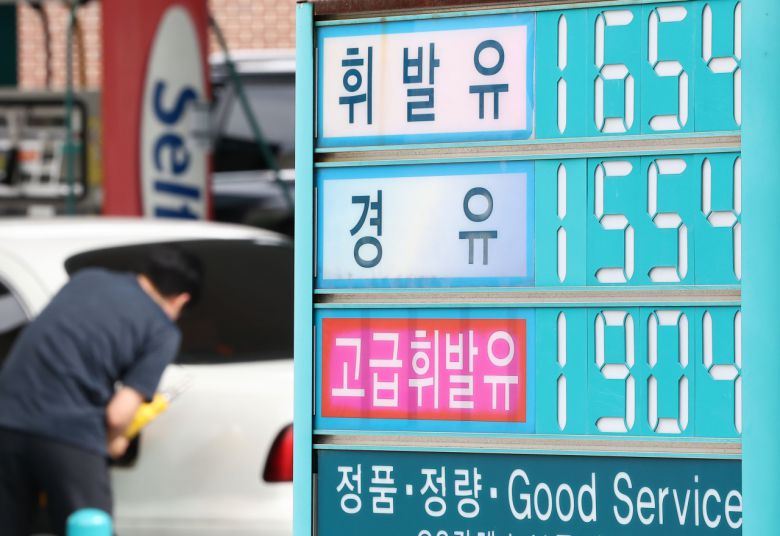 휘발유 1654
경유 1554
고급휘발유 1904
정품·정량·Good Service
Self